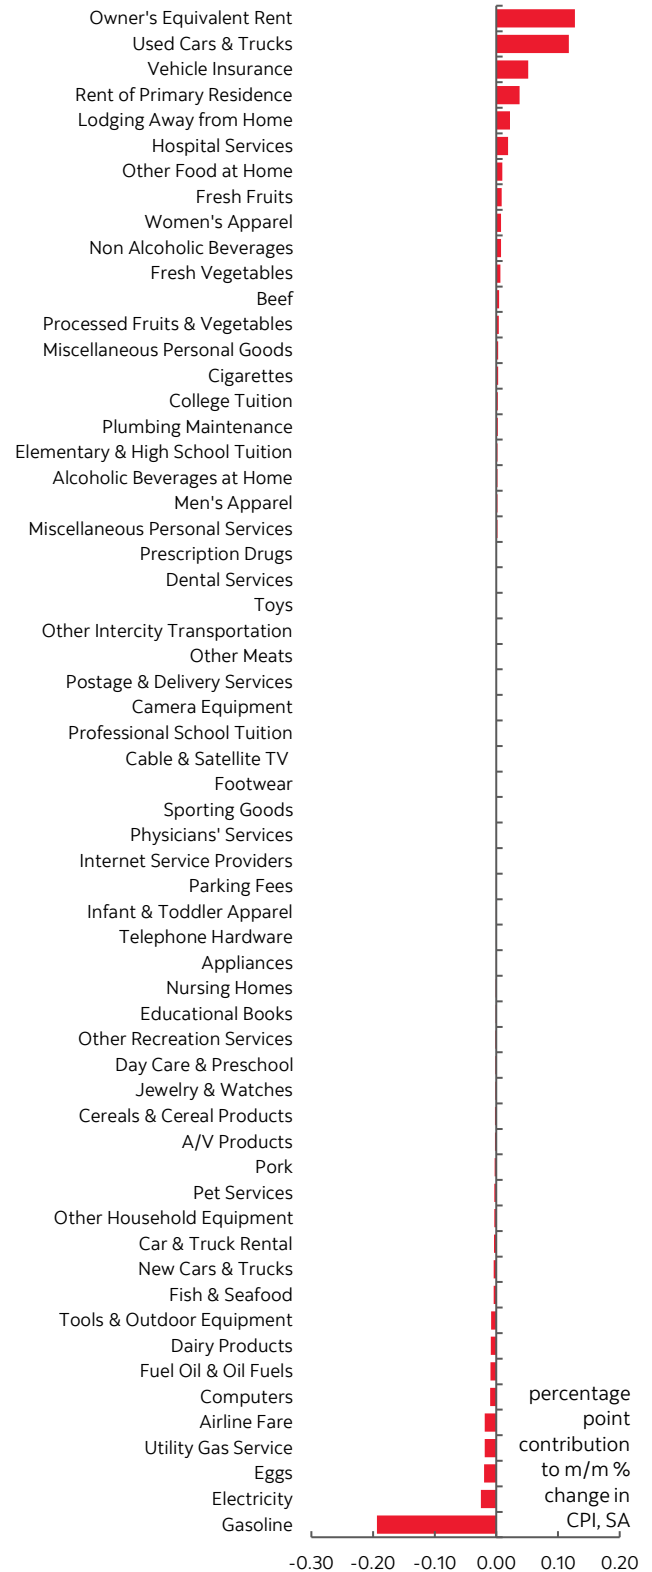 Owner's Equivalent Rent
Used Cars & Trucks
Vehicle Insurance
Rent of Primary Residence
Lodging Away from Home
Hospital Services
Other Food at Home
Fresh Fruits
Women's Apparel
Non Alcoholic Beverages
Fresh Vegetables
Beef
Processed Fruits & Vegetables
Miscellaneous Personal Goods
Cigarettes
College Tuition
Plumbing Maintenance
Elementary & High School Tuition
Alcoholic Beverages at Home
Men's Apparel
Miscellaneous Personal Services
Prescription Drugs
Dental Services
Toys
Other Intercity Transportation
Other Meats
Postage & Delivery Services
Camera Equipment
Professional School Tuition
Cable & Satellite TV
Footwear
Sporting Goods
Physicians' Services
Internet Service Providers
Parking Fees
Infant & Toddler Apparel
Telephone Hardware
Appliances
Nursing Homes
Educational Books
Other Recreation Services
Day Care & Preschool
Jewelry & Watches
Cereals & Cereal Products
A/V Products
Pork
Pet Services
Other Household Equipment
Car & Truck Rental
New Cars & Trucks
Fish & Seafood
Tools & Outdoor Equipment
Dairy Products
Fuel Oil & Oil Fuels
Computers
Airline Fare
Utility Gas Service
Eggs
Electricity
Gasoline
percentage
point
contribution
to m/m %
change in
CPI, SA
-0.30 -0.20 -0.10 0.00 0.10 0.20